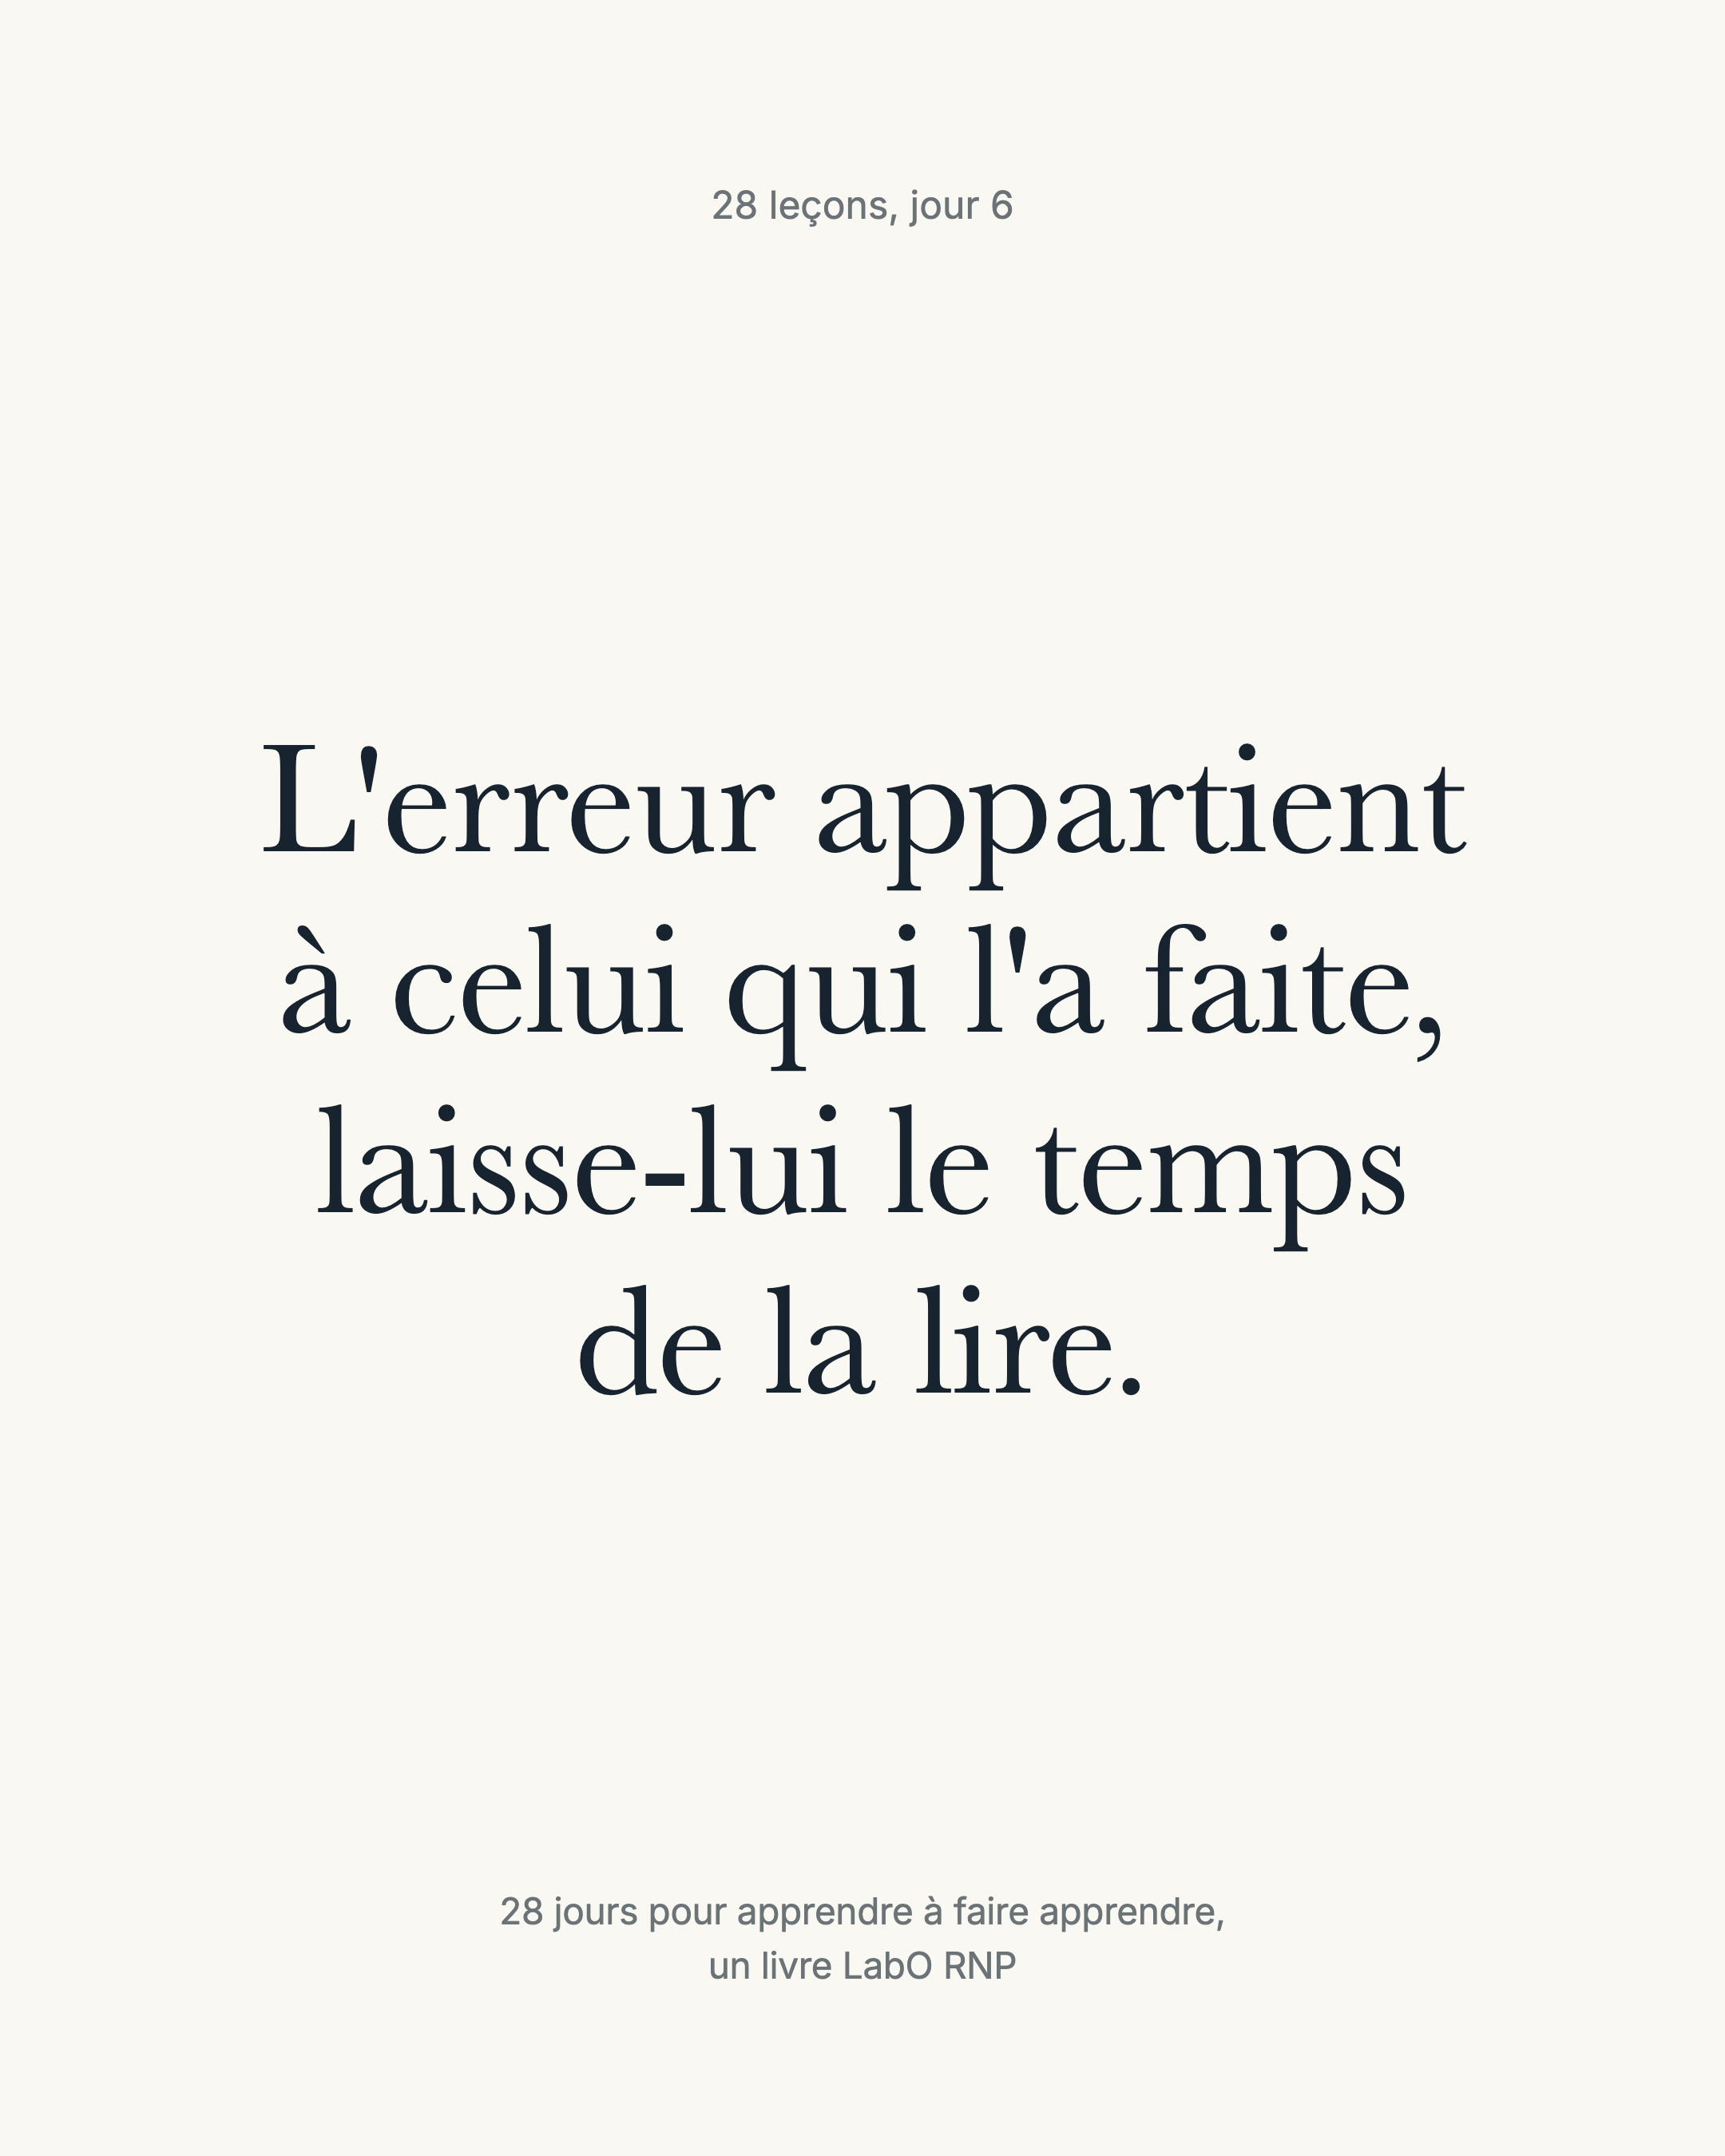 28 leçons, jour 6
L'erreur appartient
à celui qui l'a faite,
laisse-lui le temps
de la lire.
28 jours pour apprendre à faire apprendre,
un livre LabO RNP